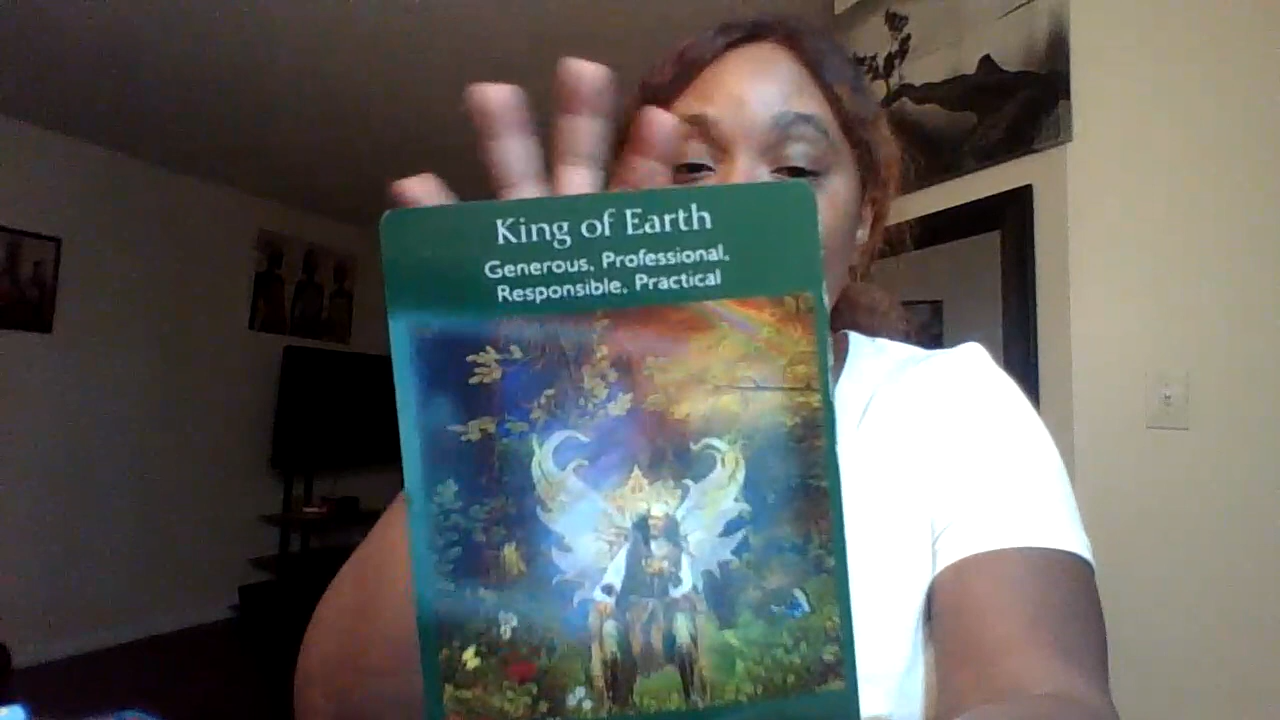 King of Earth
Generous, Professional,
Responsible, Practical